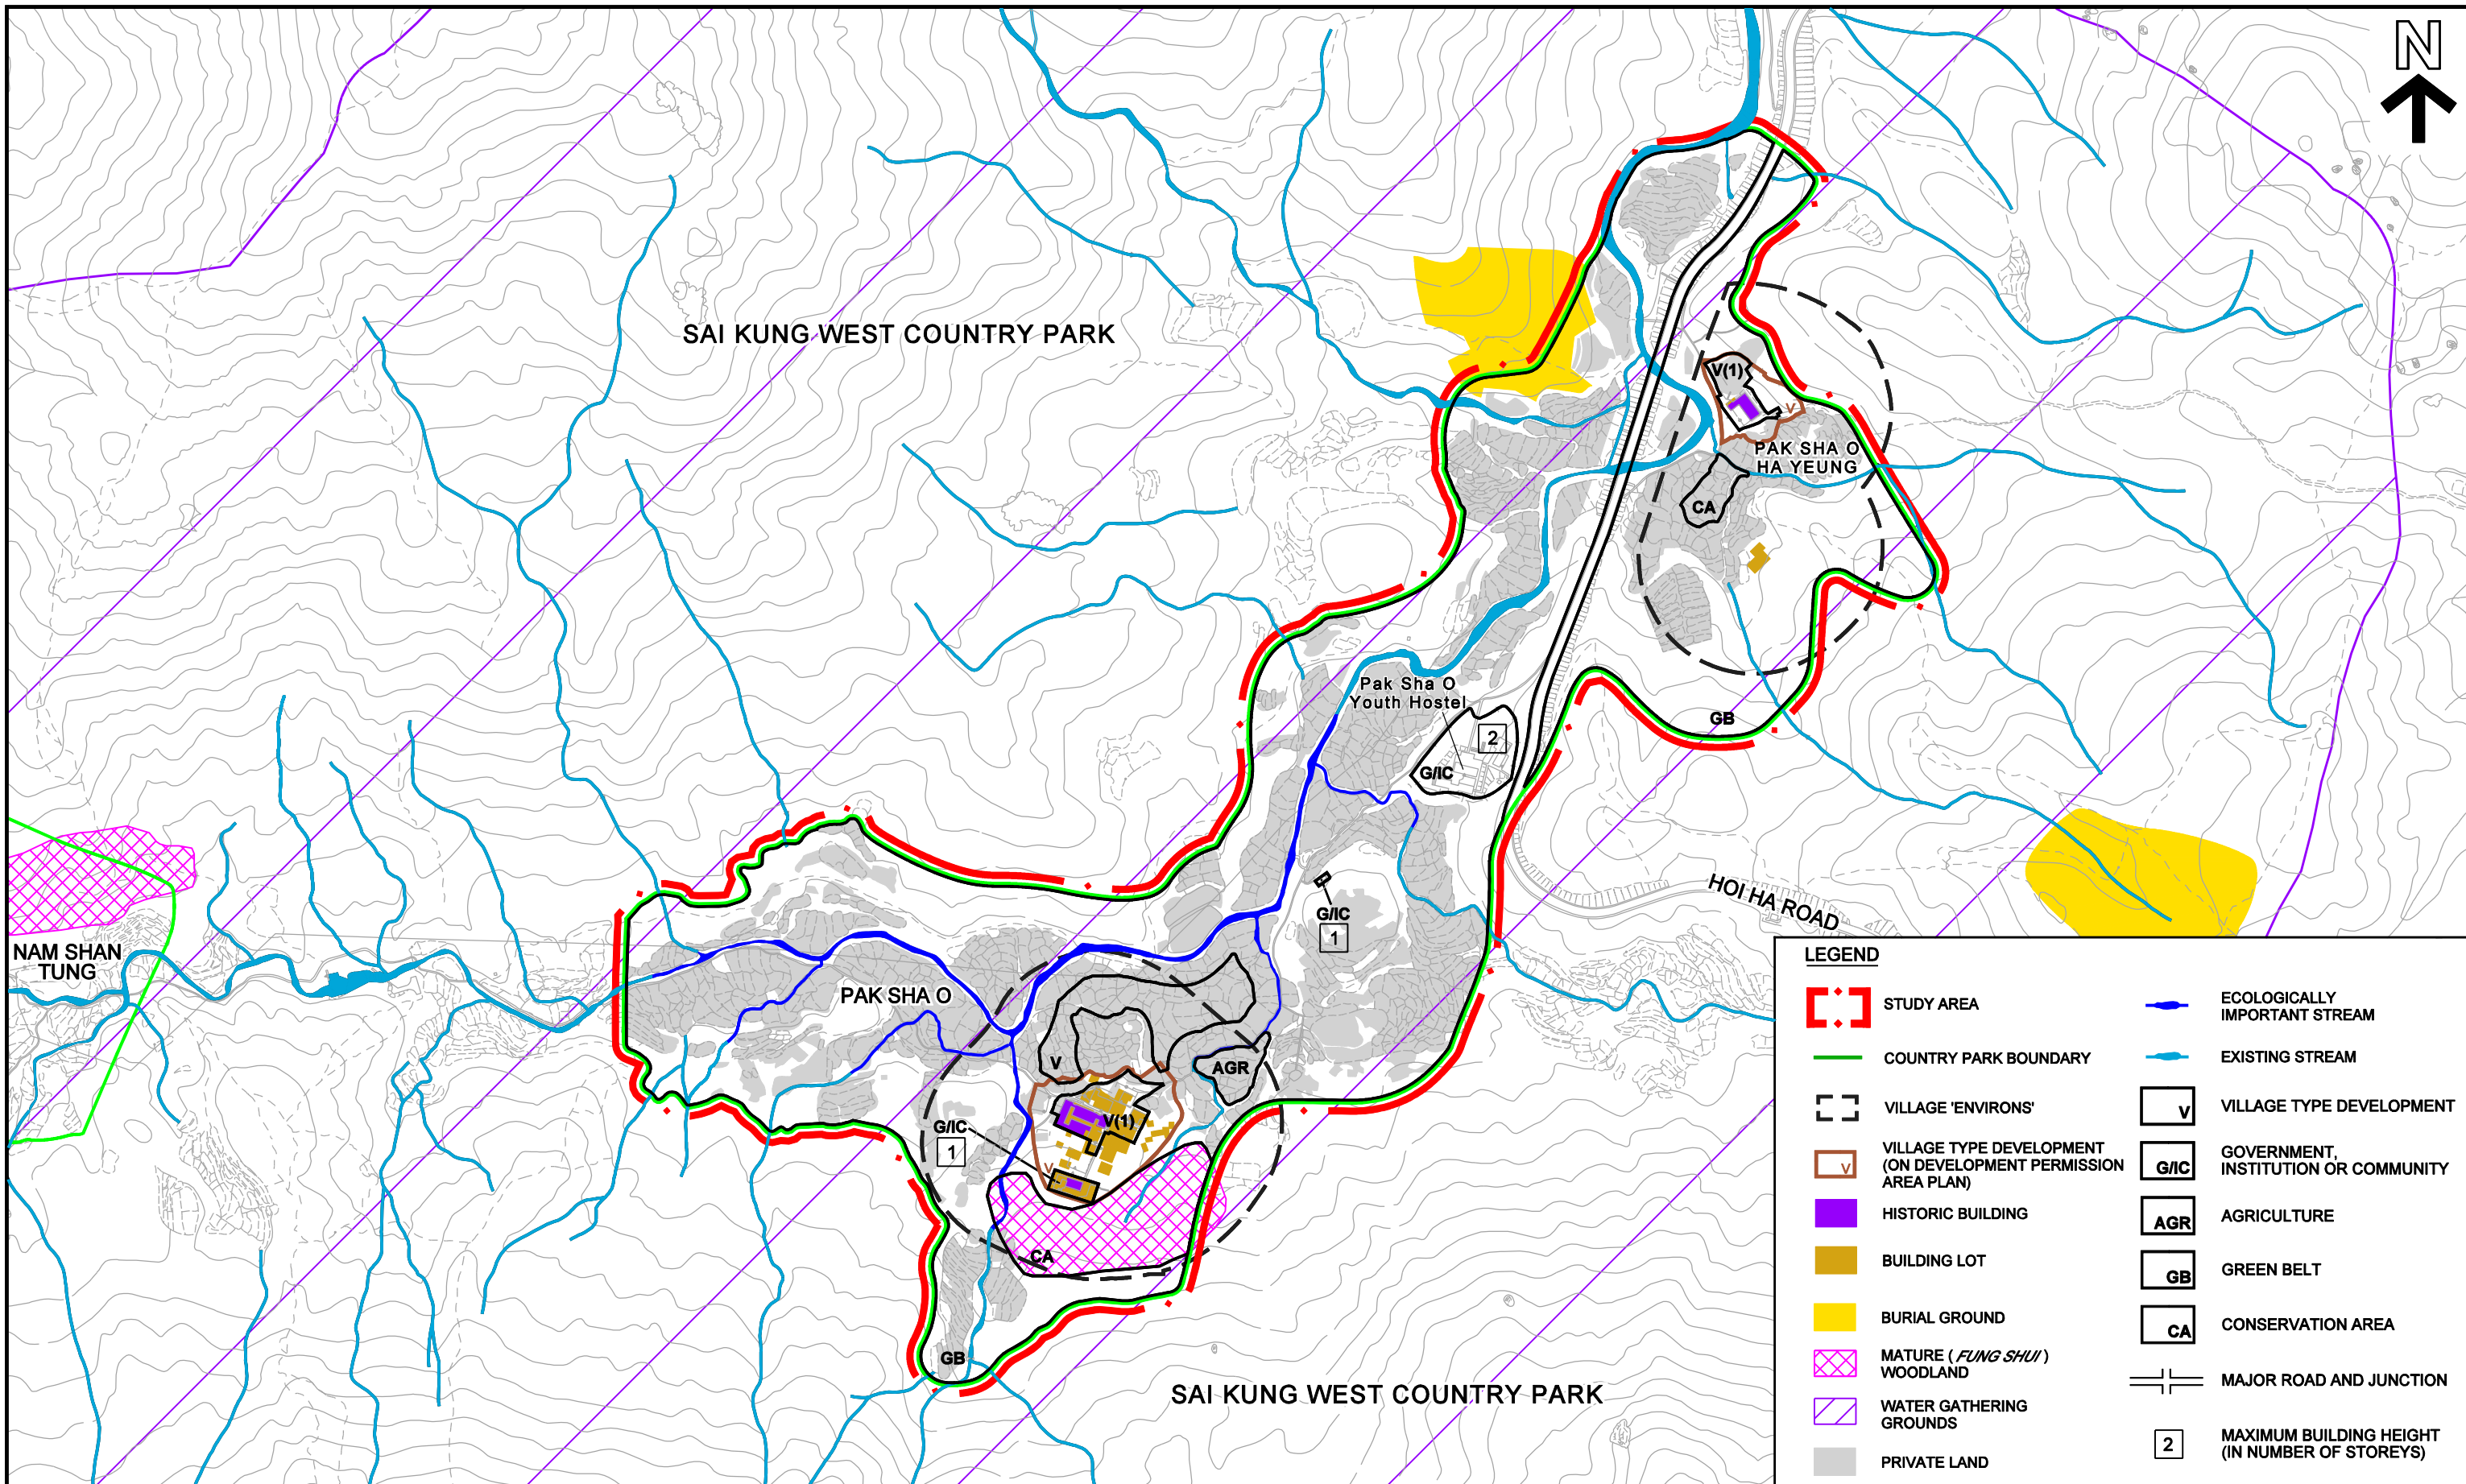 N
SAI KUNG WEST COUNTRY PARK
V(1)
V
PAK SHA O
HA YEUNG
CA
Pak Sha O
Youth Hostel
GB
2
G/IC
HOI HA ROAD
G/IC
1
NAM SHAN
TUNG
PAK SHA O
V
AGR
G/IC
1
V(1)
V
CA
GB
SAI KUNG WEST COUNTRY PARK
LEGEND
STUDY AREA
COUNTRY PARK BOUNDARY
VILLAGE 'ENVIRONS'
V
VILLAGE TYPE DEVELOPMENT
(ON DEVELOPMENT PERMISSION
AREA PLAN)
HISTORIC BUILDING
BUILDING LOT
BURIAL GROUND
MATURE ( FUNG SHUI )
WOODLAND
WATER GATHERING
GROUNDS
PRIVATE LAND
ECOLOGICALLY
IMPORTANT STREAM
EXISTING STREAM
V
VILLAGE TYPE DEVELOPMENT
G/IC
GOVERNMENT,
INSTITUTION OR COMMUNITY
AGR
AGRICULTURE
GB
GREEN BELT
CA
CONSERVATION AREA
MAJOR ROAD AND JUNCTION
2
MAXIMUM BUILDING HEIGHT
(IN NUMBER OF STOREYS)